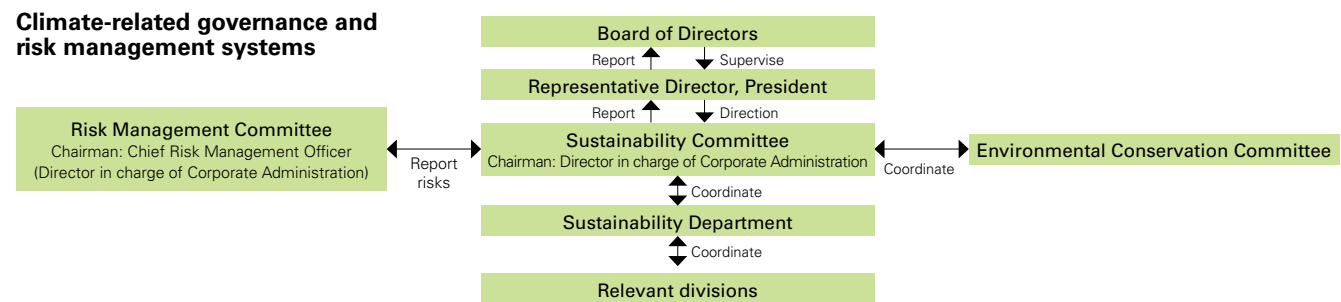 Climate-related governance and
risk management systems
Board of Directors
Report
Supervise
Representative Director, President
Report
Direction
Risk Management Committee
Chairman: Chief Risk Management Officer
(Director in charge of Corporate Administration)
Report
risks
Sustainability Committee
Chairman: Director in charge of Corporate Administration
Coordinate
Environmental Conservation Committee
Coordinate
Sustainability Department
Coordinate
Relevant divisions